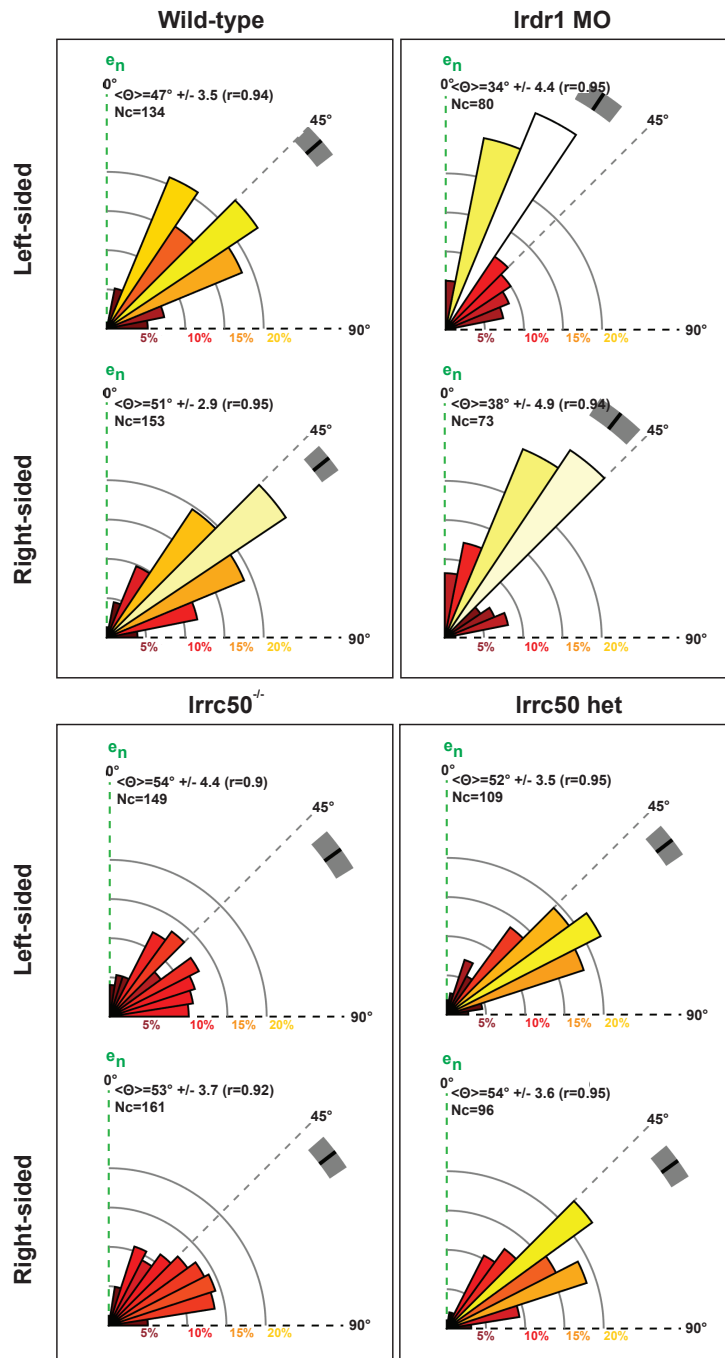 Wild-type
lrdr1 MO
Left-sided
en
0°
<Θ>=47° +/- 3.5 (r=0.94)
Nc=134
45°
90°
5% 10% 15% 20%
en
0°
<Θ>=34° +/- 4.4 (r=0.95)
Nc=80
45°
90°
5% 10% 15% 20%
Right-sided
en
0°
<Θ>=51° +/- 2.9 (r=0.95)
Nc=153
45°
90°
5% 10% 15% 20%
en
0°
<Θ>=38° +/- 4.9 (r=0.94)
Nc=73
45°
90°
5% 10% 15% 20%
lrrc50-/-
lrrc50 het
Left-sided
en
0°
<Θ>=54° +/- 4.4 (r=0.9)
Nc=149
45°
90°
5% 10% 15% 20%
en
0°
<Θ>=52° +/- 3.5 (r=0.95)
Nc=109
45°
90°
5% 10% 15% 20%
Right-sided
en
0°
<Θ>=53° +/- 3.7 (r=0.92)
Nc=161
45°
90°
5% 10% 15% 20%
en
0°
<Θ>=54° +/- 3.6 (r=0.95)
Nc=96
45°
90°
5% 10% 15% 20%